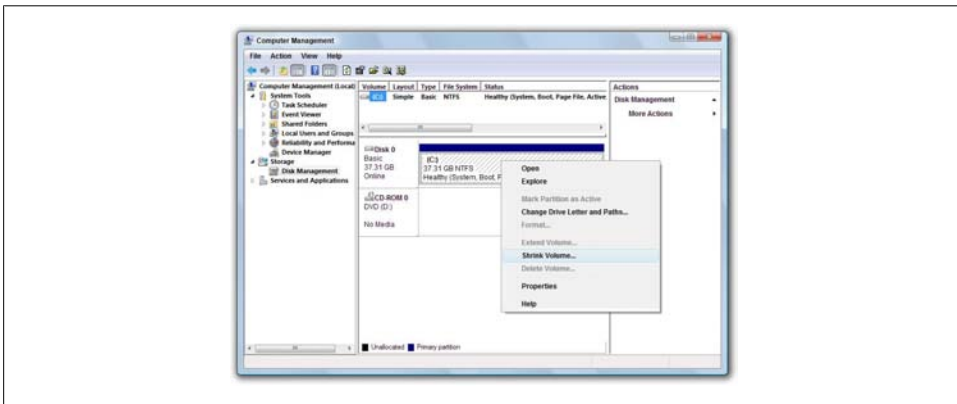 Computer Management
File Action View Help
Computer Management (Local)
System Tools
Task Scheduler
Event Viewer
Shared Folders
Local Users and Groups
Reliability and Performa
Device Manager
Storage
Disk Management
Services and Applications
Volume Layout Type File System Status
(C:) Simple Basic NTFS Healthy (System, Boot, Page File, Active
Disk 0
Basic
37.31 GB
Online
(C:)
37.31 GB NTFS
Healthy (System, Boot, P
CD-ROM 0
DVD (D:)
No Media
Unallocated Primary partition
Open
Explore
Mark Partition as Active
Change Drive Letter and Paths...
Format...
Extend Volume...
Shrink Volume...
Delete Volume...
Properties
Help
Actions
Disk Management
More Actions